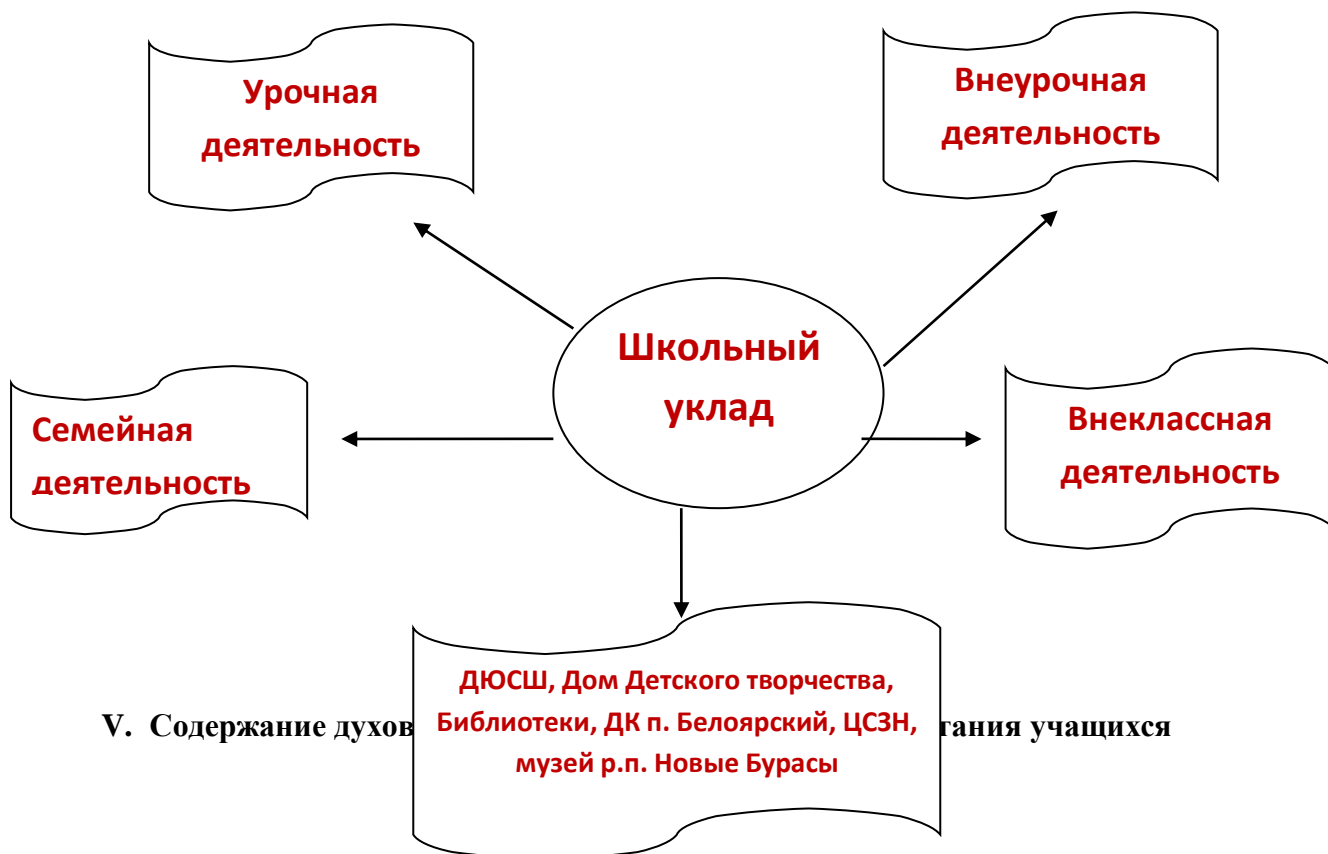 Урочная
деятельность
Внеурочная
деятельность
Школьный
уклад
Семейная
деятельность
Внеклассная
деятельность
ДЮСШ, Дом Детского творчества,
Библиотеки, ДК п. Белоярский, ЦСЗН,
музей р.п. Новые Бурасы
V. Содержание духов тания учащихся